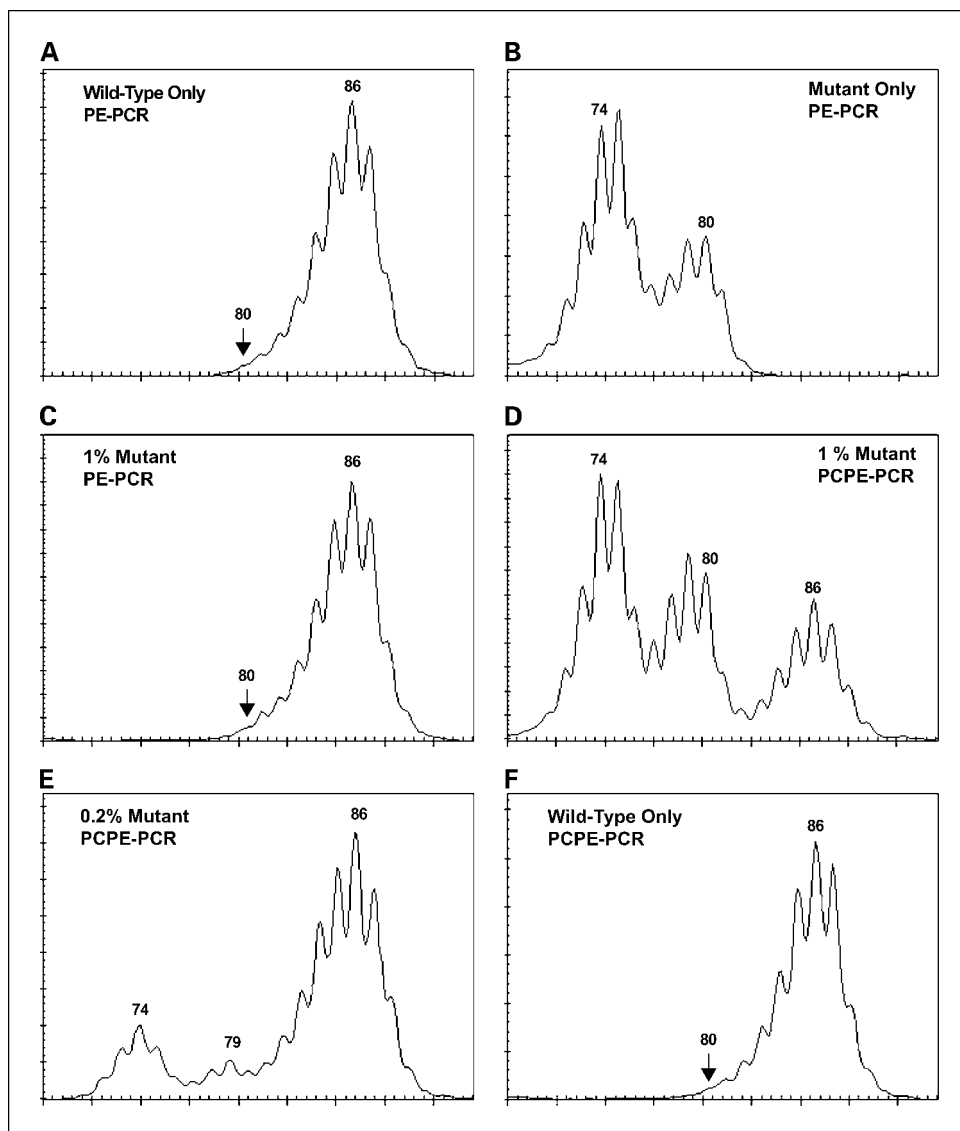 A
Wild-Type Only
PE-PCR
86
80
B
Mutant Only
PE-PCR
74
80
C
1% Mutant
PE-PCR
86
80
D
1 % Mutant
PCPE-PCR
74
80
86
E
0.2% Mutant
PCPE-PCR
86
74
79
F
Wild-Type Only
PCPE-PCR
86
80